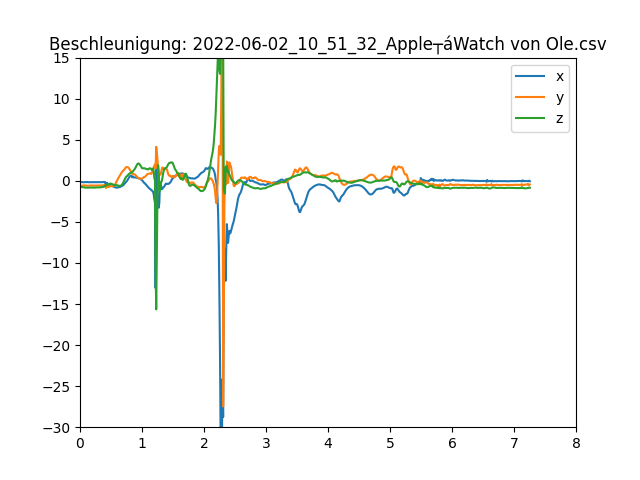 Beschleunigung: 2022-06-02_10_51_32_Apple┬áWatch von Ole.csv
x
y
z
15
10
5
0
−5
−10
−15
−20
−25
−30
0 1 2 3 4 5 6 7 8